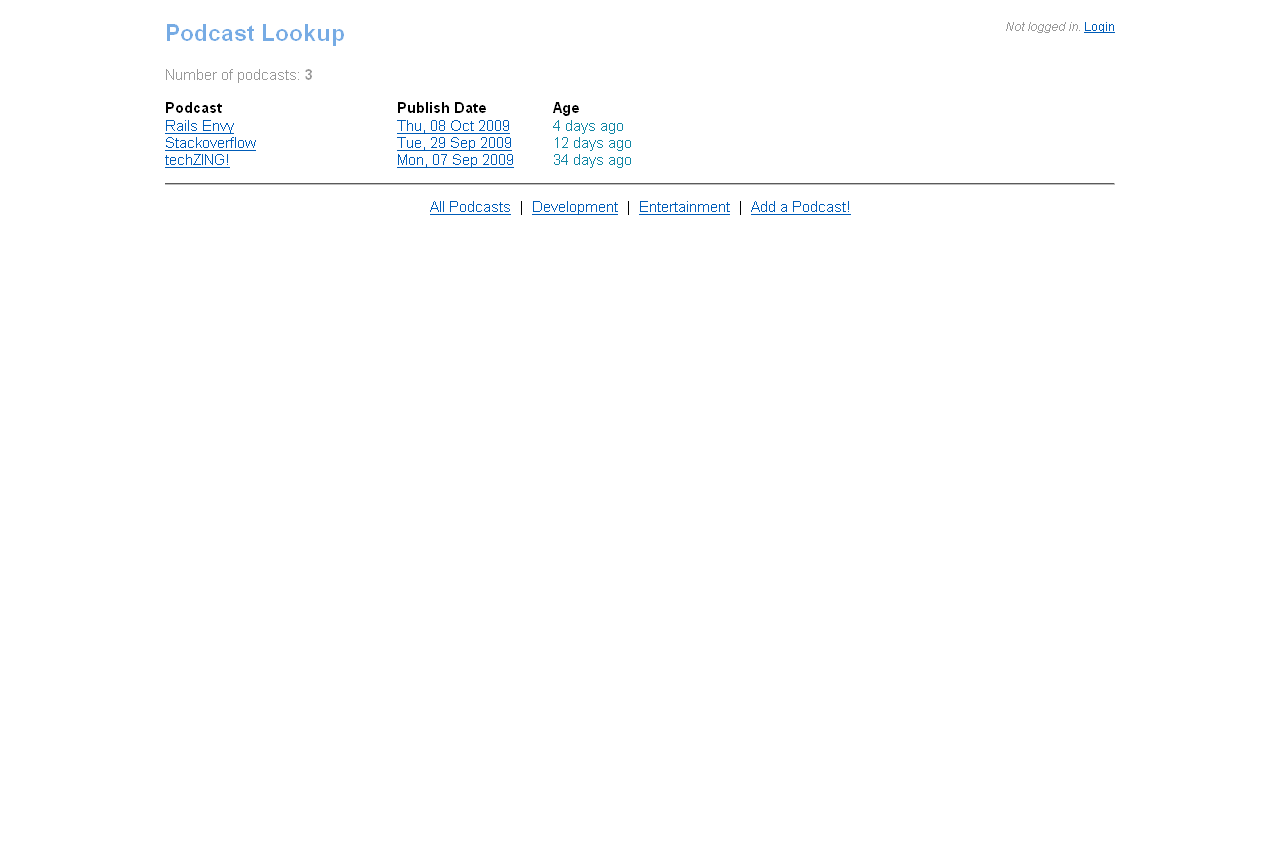 Podcast Lookup
Not logged in. Login
Number of podcasts: 3
Podcast Publish Date Age
Rails Envy Thu, 08 Oct 2009 4 days ago
Stackoverflow Tue, 29 Sep 2009 12 days ago
techZING! Mon, 07 Sep 2009 34 days ago
All Podcasts | Development | Entertainment | Add a Podcast!